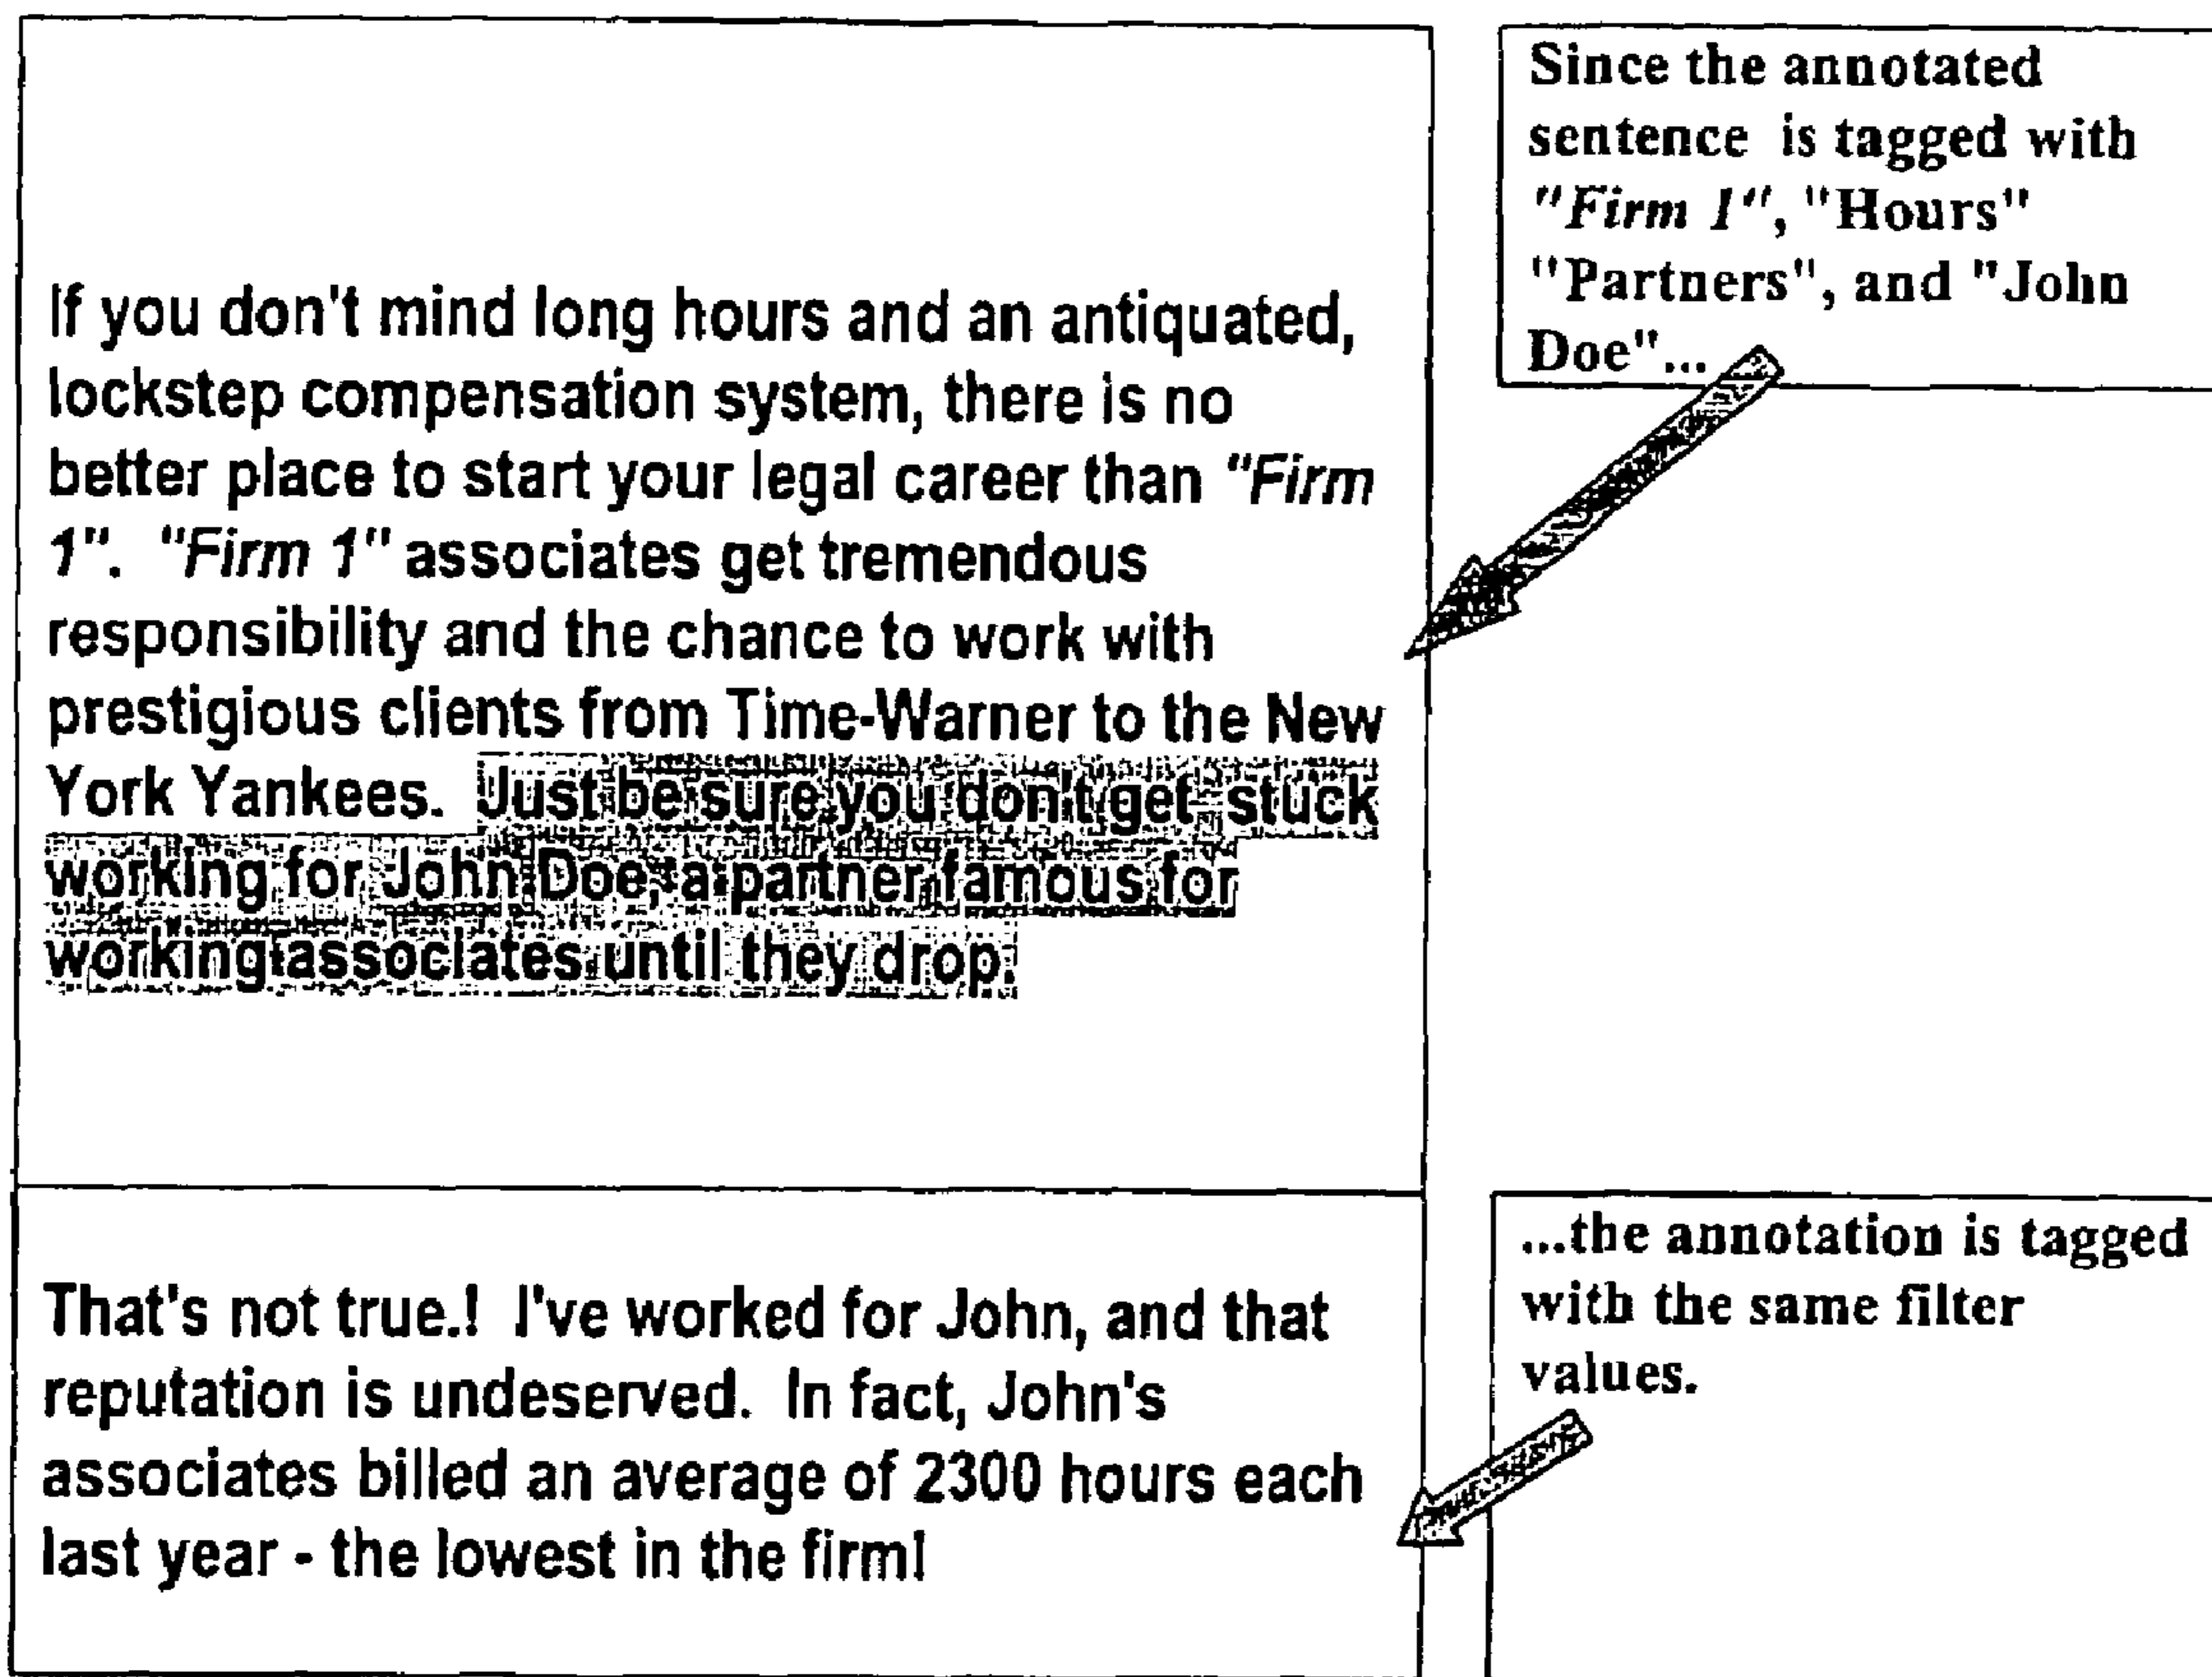 If you don't mind long hours and an antiquated,
lockstep compensation system, there is no
better place to start your legal career than "Firm
1". "Firm 1" associates get tremendous
responsibility and the chance to work with
prestigious clients from Time-Warner to the New
York Yankees. Just be sure you don't get stuck
working for John Doe, a partner famous for
working associates until they drop.
Since the annotated
sentence is tagged with
"Firm 1", "Hours"
"Partners", and "John
Doe"...
That's not true.! I've worked for John, and that
reputation is undeserved. In fact, John's
associates billed an average of 2300 hours each
last year - the lowest in the firm!
...the annotation is tagged
with the same filter
values.